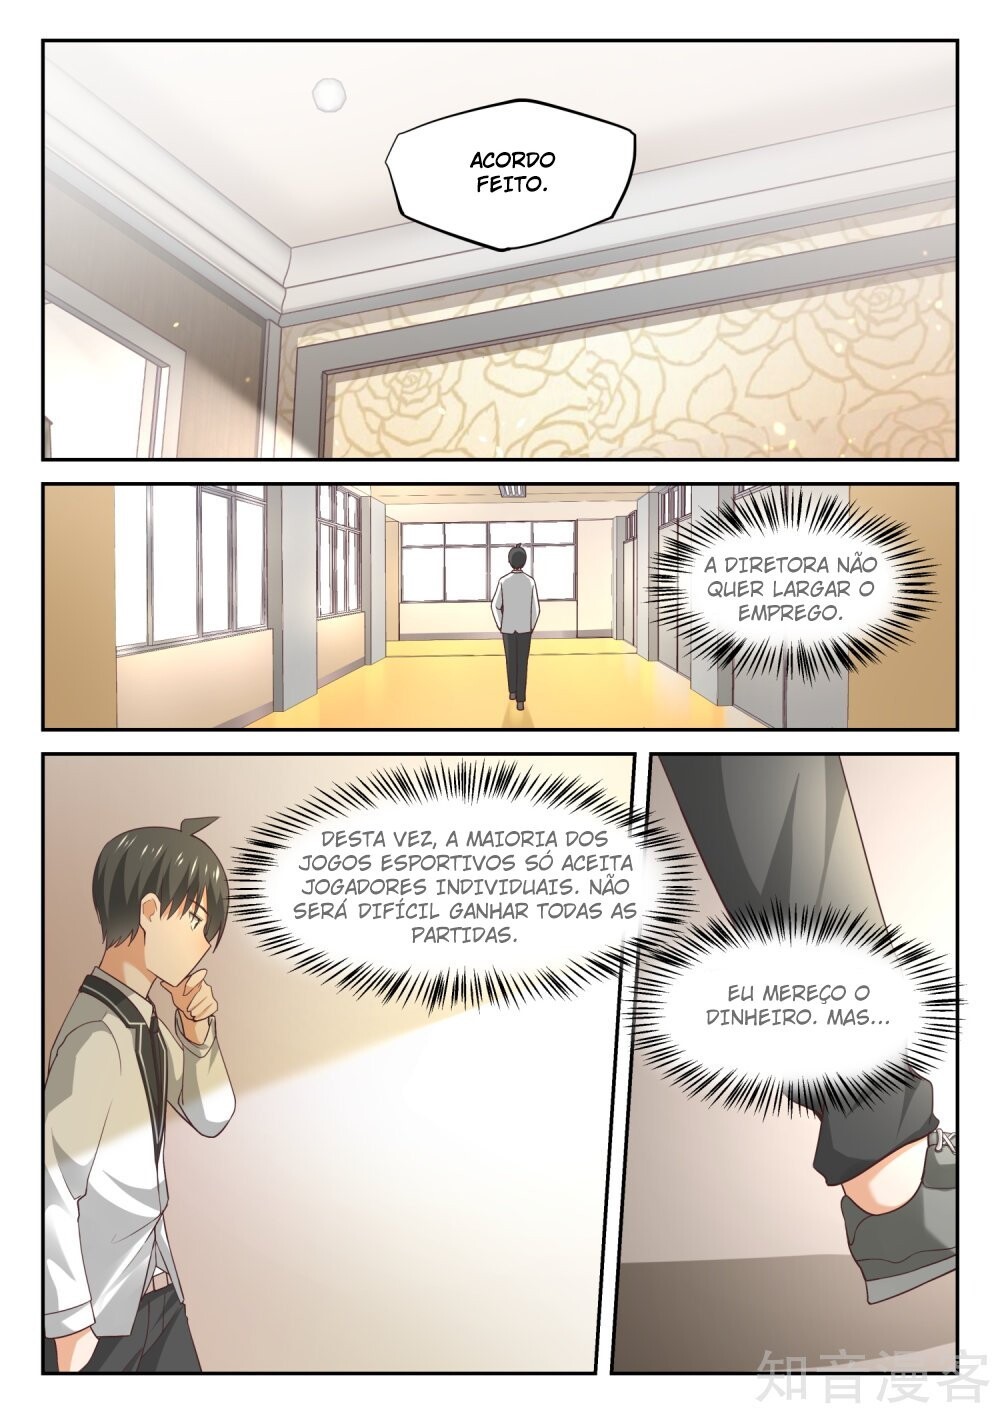 ACORDO
FEITO.
A DIRETORA NÃO
QUER LARGAR O
EMPREGO.
DESTA VEZ, A MAIORIA DOS
JOGOS ESPORTIVOS SÓ ACEITA
JOGADORES INDIVIDUAIS. NÃO
SERÁ DIFÍCIL GANHAR TODAS AS
PARTIDAS.
EU MEREÇO O
DINHEIRO. MAS...
知音漫客